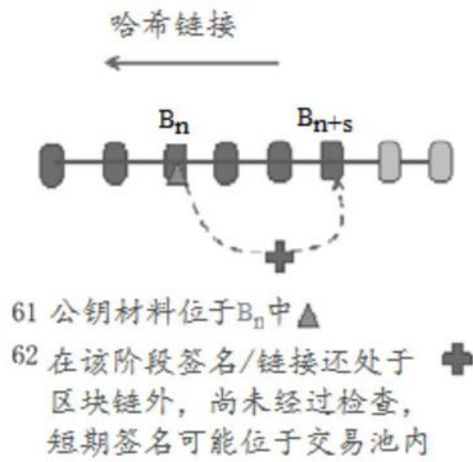 哈希链接
Bn Bn+s
61 公钥材料位于Bn中
62 在该阶段签名/链接还处于
区块链外，尚未经过检查，
短期签名可能位于交易池内